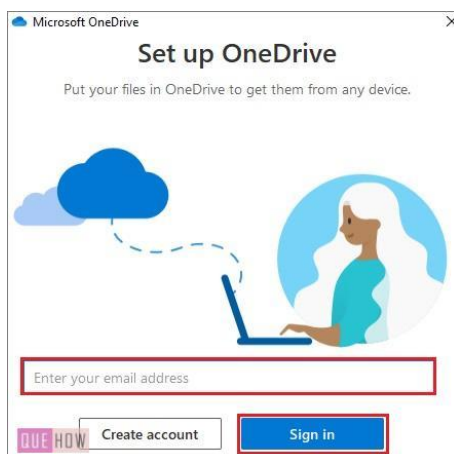 Microsoft OneDrive
Set up OneDrive
Put your files in OneDrive to get them from any device.
Enter your email address
QUE HOW
Create account
Sign in